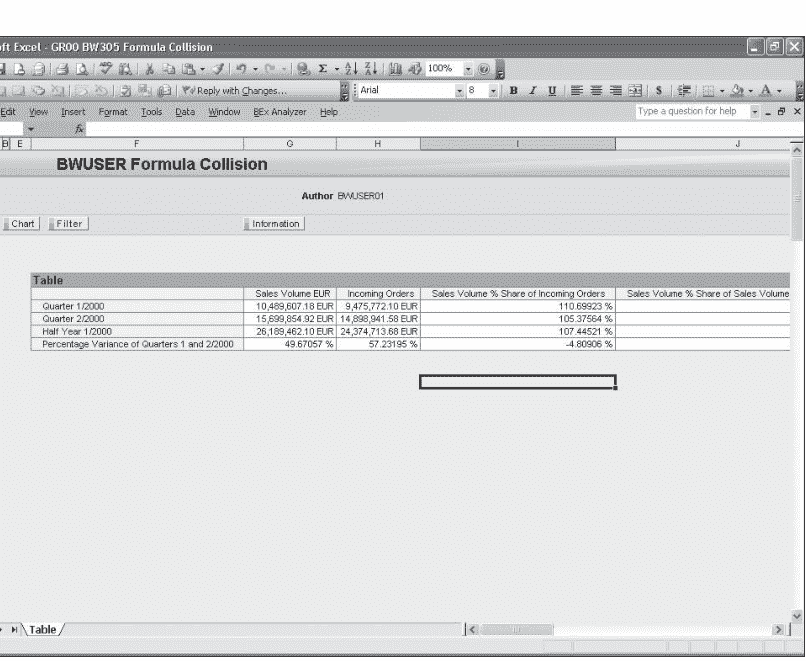 oft Excel - GR00 BW305 Formula Collision
100%
Reply with Changes...
Arial
8
B I U
$
A
Edit View Insert Format Tools Data Window BEx Analyzer Help
Type a question for help
fx
B E F G H I J
BWUSER Formula Collision
Author BWUSER01
Chart Filter Information
Table
Sales Volume EUR Incoming Orders Sales Volume % Share of Incoming Orders Sales Volume % Share of Sales Volume
Quarter 1/2000 10,489,607.18 EUR 9,475,772.10 EUR 110.69923 %
Quarter 2/2000 15,699,854.92 EUR 14,898,941.58 EUR 105.37564 %
Half Year 1/2000 26,189,462.10 EUR 24,374,713.68 EUR 107.44521 %
Percentage Variance of Quarters 1 and 2/2000 49.67057 % 57.23195 % -4.80906 %
Table